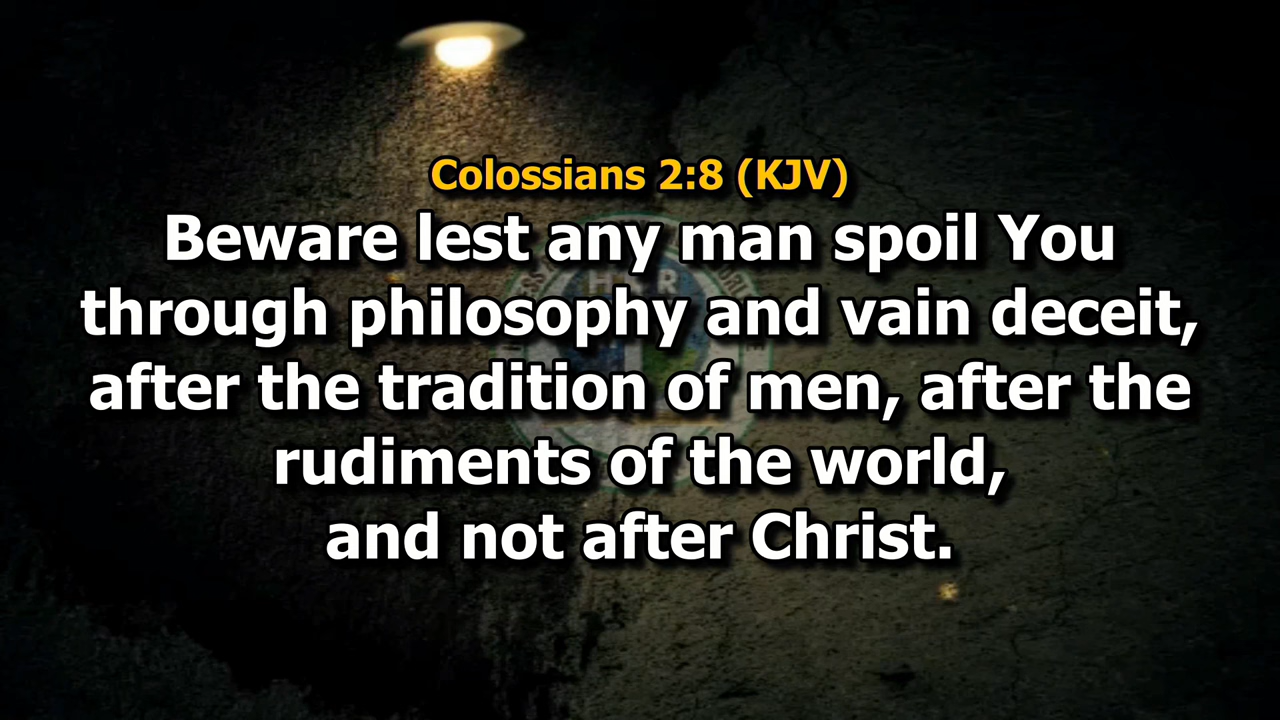 Colossians 2:8 (KJV)
Beware lest any man spoil You
through philosophy and vain deceit,
after the tradition of men, after the
rudiments of the world,
and not after Christ.